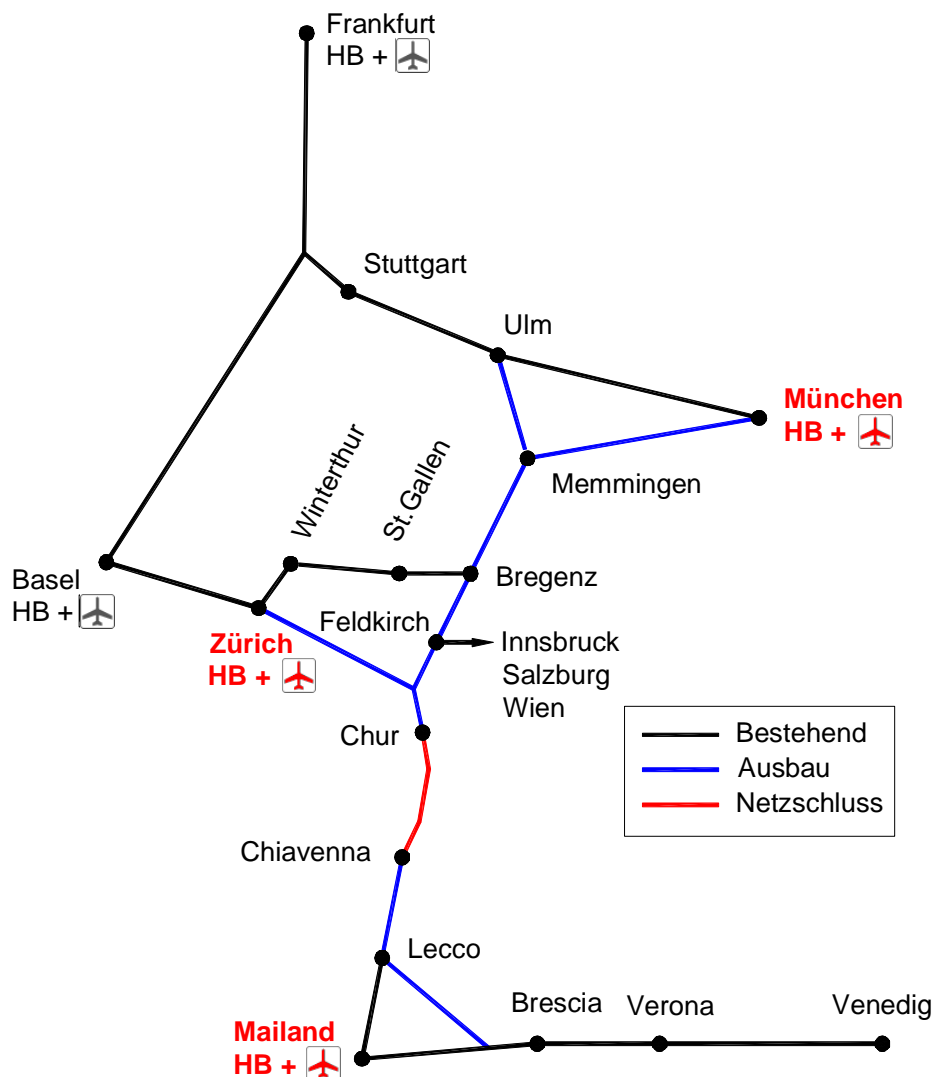 Frankfurt
HB +
Stuttgart
Ulm
München
HB +
Memmingen
Winterthur
St.Gallen
Basel
HB +
Bregenz
Feldkirch
Zürich
HB +
Innsbruck
Salzburg
Wien
Chur
Bestehend
Ausbau
Netzschluss
Chiavenna
Lecco
Brescia
Verona
Venedig
Mailand
HB +